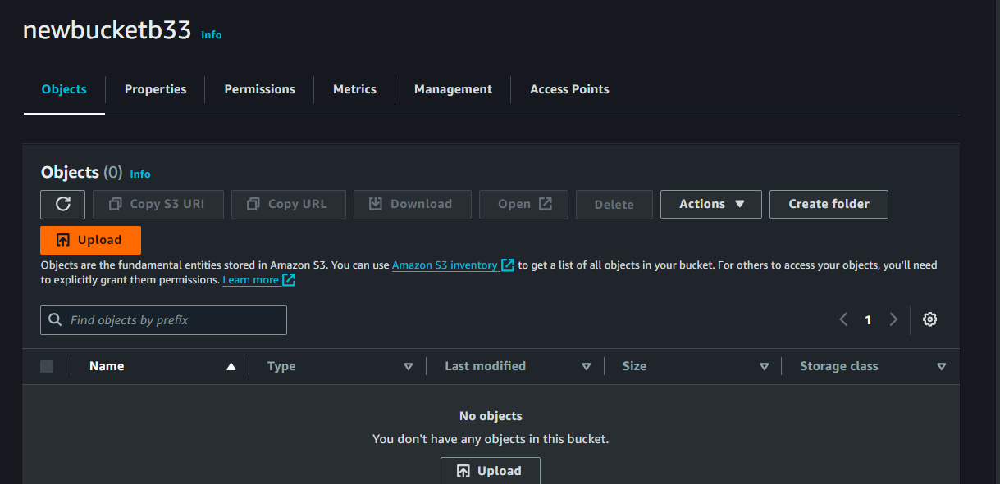 newbucketb33 Info
Objects Properties Permissions Metrics Management Access Points
Objects (0) Info
Copy S3 URI Copy URL Download Open Delete Actions Create folder
Upload
Objects are the fundamental entities stored in Amazon S3. You can use Amazon S3 inventory to get a list of all objects in your bucket. For others to access your objects, you’ll need
to explicitly grant them permissions. Learn more
Find objects by prefix 1
Name Type Last modified Size Storage class
No objects
You don't have any objects in this bucket.
Upload